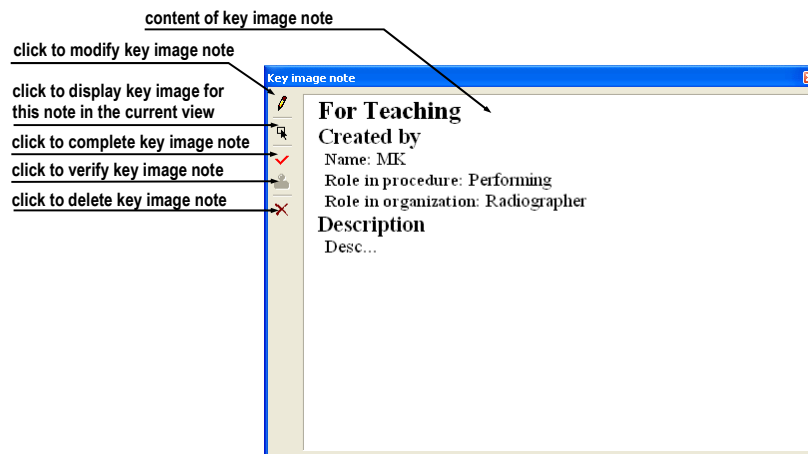 content of key image note
click to modify key image note
click to display key image for
this note in the current view
click to complete key image note
click to verify key image note
click to delete key image note
Key image note
For Teaching
Created by
Name: MK
Role in procedure: Performing
Role in organization: Radiographer
Description
Desc...